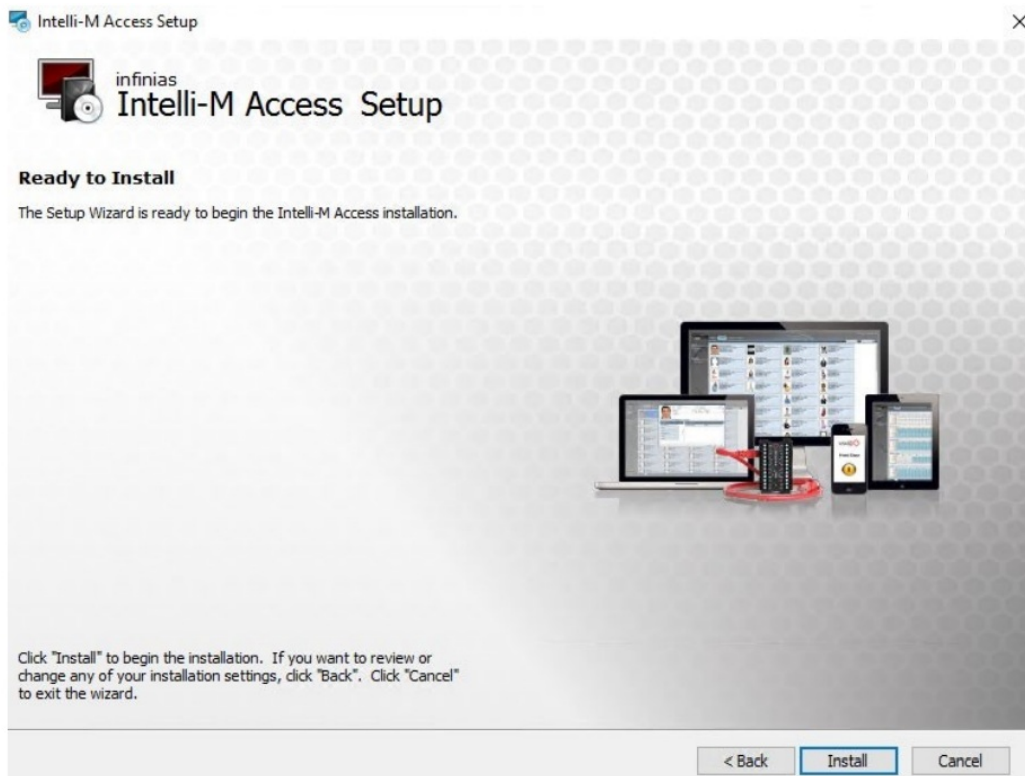 Intelli-M Access Setup
infinias
Intelli-M Access Setup
Ready to Install
The Setup Wizard is ready to begin the Intelli-M Access installation.
Click "Install" to begin the installation. If you want to review or
change any of your installation settings, click "Back". Click "Cancel"
to exit the wizard.
< Back
Install
Cancel